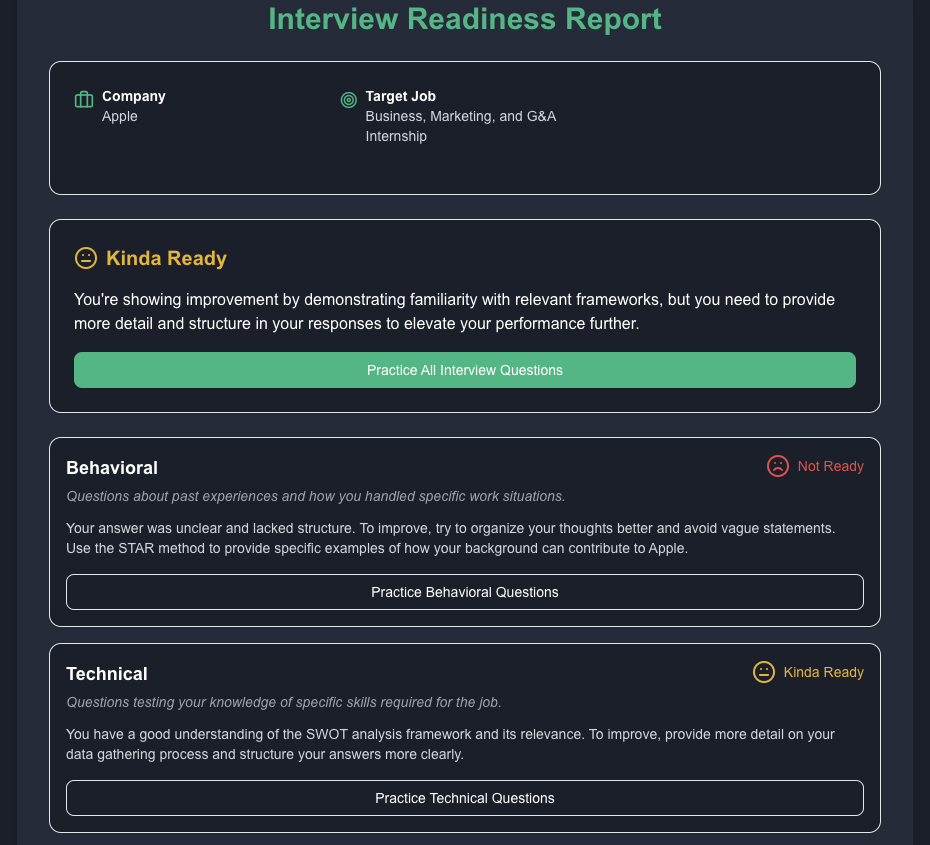 Interview Readiness Report
Company
Apple
Target Job
Business, Marketing, and G&A
Internship
Kinda Ready
You're showing improvement by demonstrating familiarity with relevant frameworks, but you need to provide
more detail and structure in your responses to elevate your performance further.
Practice All Interview Questions
Behavioral
Not Ready
Questions about past experiences and how you handled specific work situations.
Your answer was unclear and lacked structure. To improve, try to organize your thoughts better and avoid vague statements.
Use the STAR method to provide specific examples of how your background can contribute to Apple.
Practice Behavioral Questions
Technical
Kinda Ready
Questions testing your knowledge of specific skills required for the job.
You have a good understanding of the SWOT analysis framework and its relevance. To improve, provide more detail on your
data gathering process and structure your answers more clearly.
Practice Technical Questions